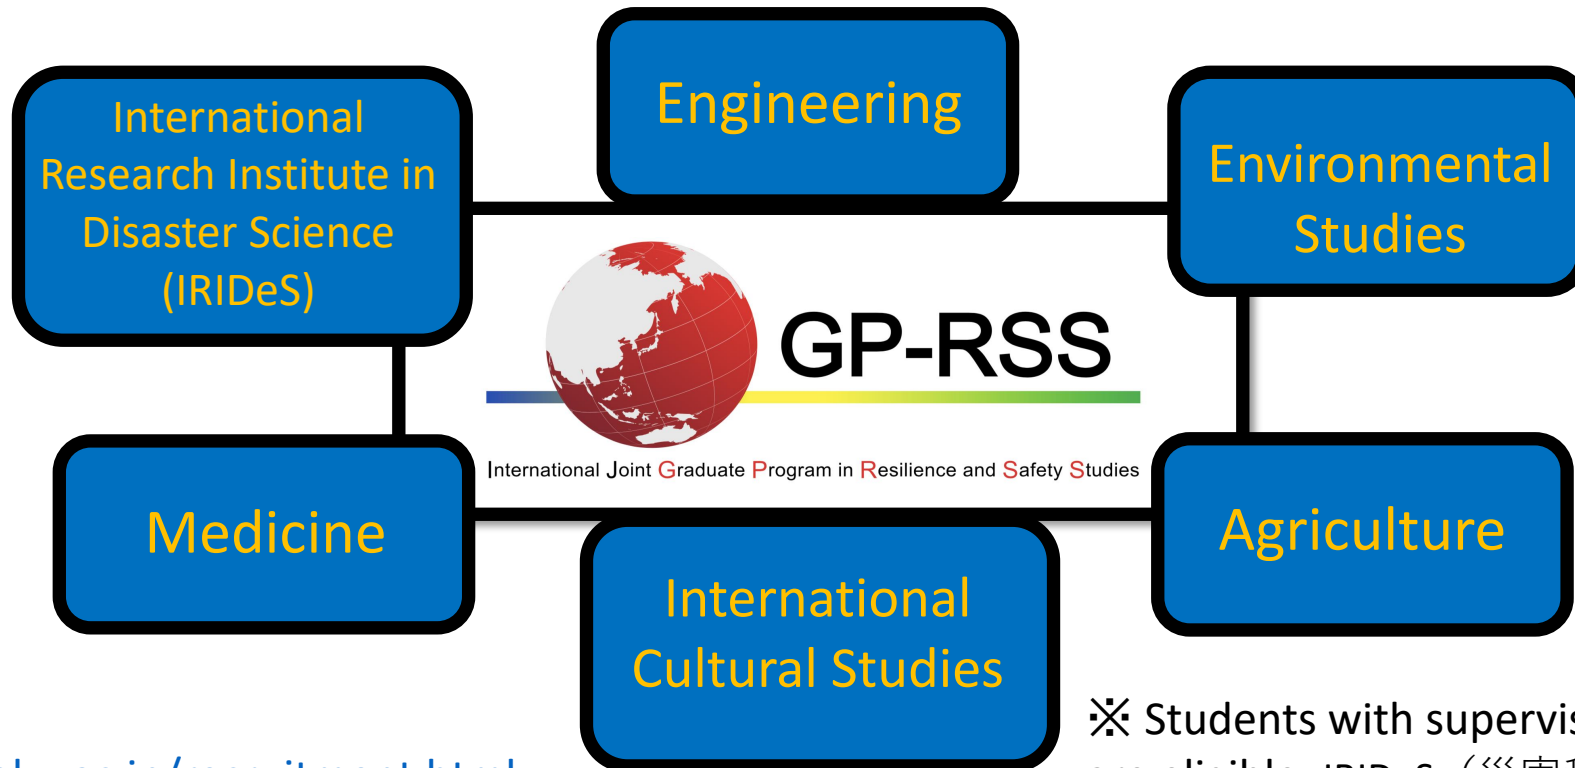 Engineering
International
Research Institute in
Disaster Science
(IRIDeS)
Environmental
Studies
GP-RSS
International Joint Graduate Program in Resilience and Safety Studies
Medicine
Agriculture
International
Cultural Studies
※ Students with